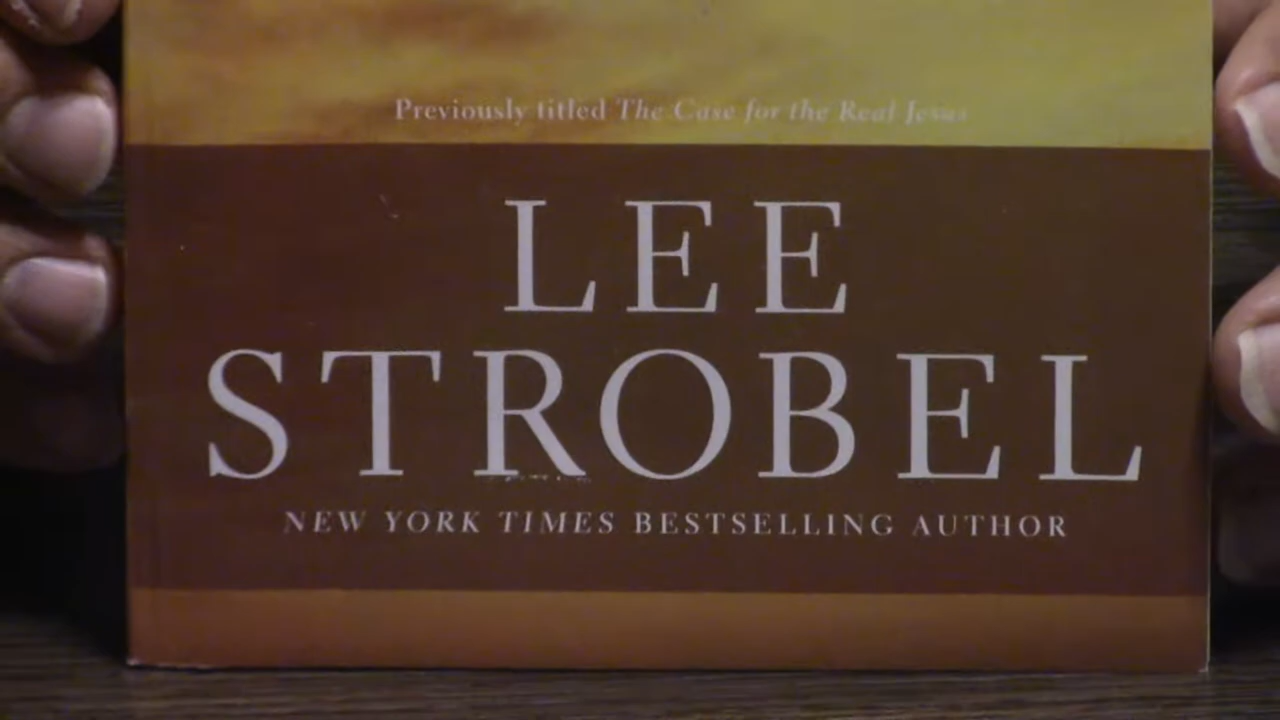 Previously titled The Case for the Real Jesus
LEE
STROBEL
NEW YORK TIMES BESTSELLING AUTHOR